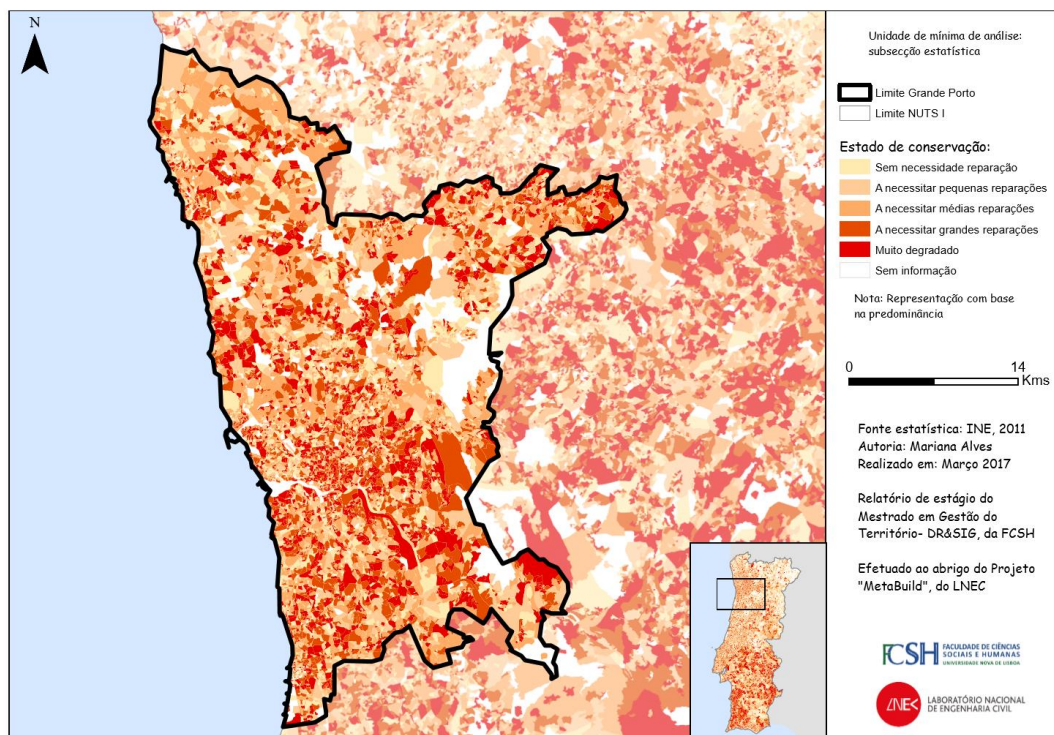 N
Unidade de mínima de análise:
subsecção estatística
Limite Grande Porto
Limite NUTS I
Estado de conservação:
Sem necessidade reparação
A necessitar pequenas reparações
A necessitar médias reparações
A necessitar grandes reparações
Muito degradado
Sem informação
Nota: Representação com base
na predominância
0 14
Kms
Fonte estatística: INE, 2011
Autoria: Mariana Alves
Realizado em: Março 2017
Relatório de estágio do
Mestrado em Gestão do
Território- DR&SIG, da FCSH
Efetuado ao abrigo do Projeto
"MetaBuild", do LNEC
FCSH FACULDADE DE CIÊNCIAS
SOCIAIS E HUMANAS
UNIVERSIDADE NOVA DE LISBOA
LNEC LABORATÓRIO NACIONAL
DE ENGENHARIA CIVIL